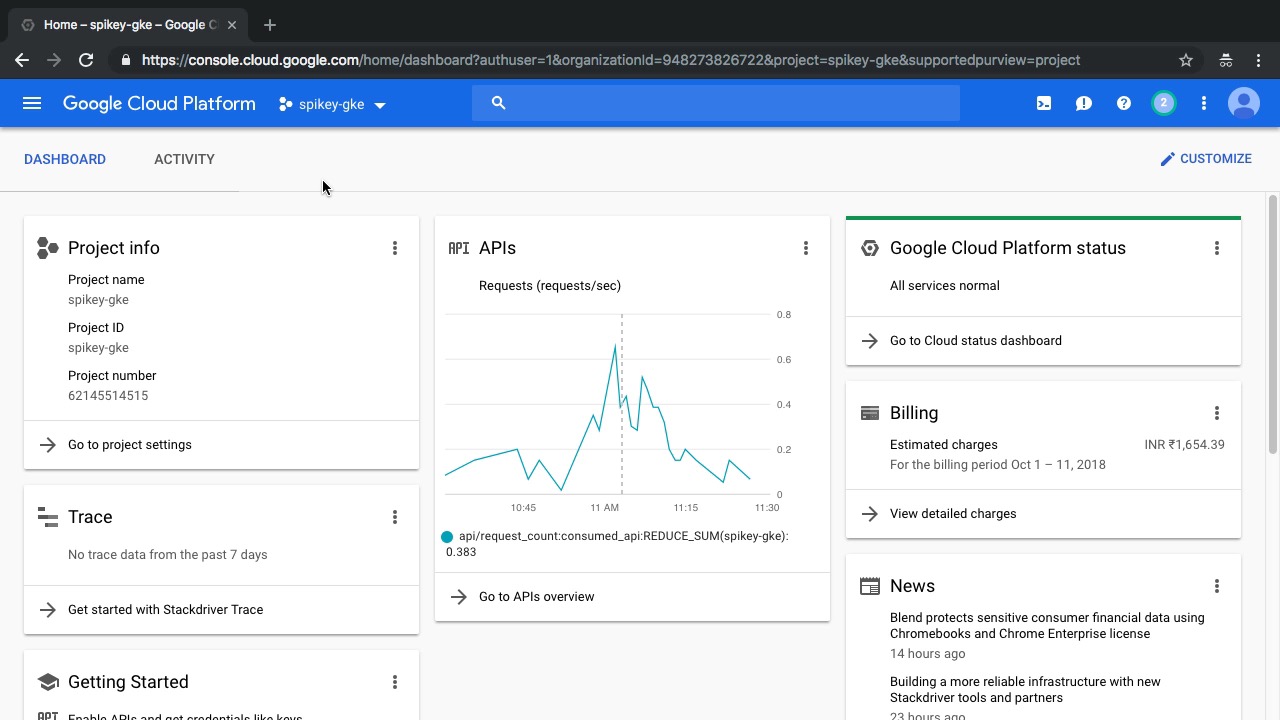 Home – spikey-gke – Google C
https://console.cloud.google.com/home/dashboard?authuser=1&organizationId=948273826722&project=spikey-gke&supportedpurview=project
Google Cloud Platform
spikey-gke
2
DASHBOARD
ACTIVITY
CUSTOMIZE
Project info
Project name
spikey-gke
Project ID
spikey-gke
Project number
62145514515
Go to project settings
Trace
No trace data from the past 7 days
Get started with Stackdriver Trace
Getting Started
API
Enable APIs and get credentials like keys
API
APIs
Requests (requests/sec)
0.8
0.6
0.4
0.2
0
10:45
11 AM
11:15
11:30
api/request_count:consumed_api:REDUCE_SUM(spikey-gke):
0.383
Go to APIs overview
Google Cloud Platform status
All services normal
Go to Cloud status dashboard
Billing
Estimated charges
INR ₹1,654.39
For the billing period Oct 1 – 11, 2018
View detailed charges
News
Blend protects sensitive consumer financial data using
Chromebooks and Chrome Enterprise license
14 hours ago
Building a more reliable infrastructure with new
Stackdriver tools and partners
23 hours ago